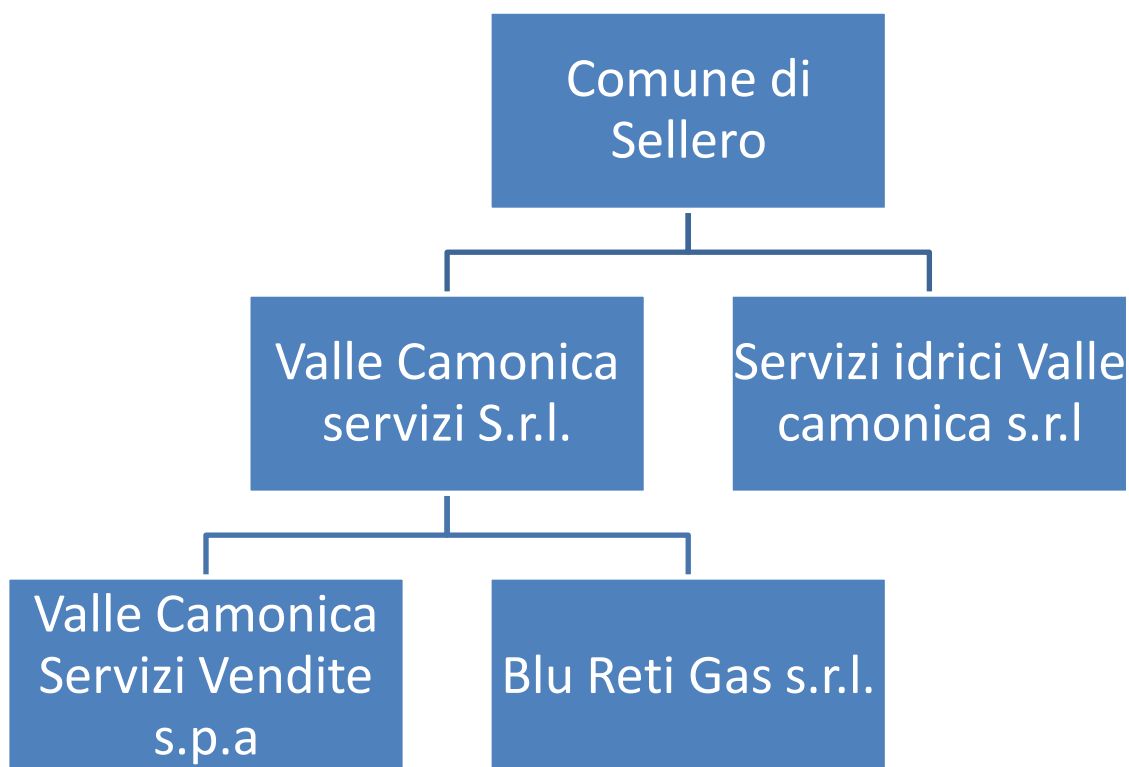 Comune di
Sellero
Valle Camonica
servizi S.r.l.
Servizi idrici Valle
camonica s.r.l
Valle Camonica
Servizi Vendite
s.p.a
Blu Reti Gas s.r.l.